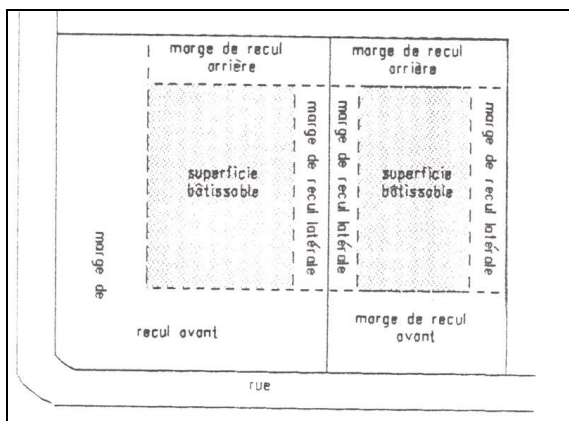 marge de recul
arrière
marge de recul
arrière
superficie
bâtissable
marge de recul latérale
marge de recul latérale
superficie
bâtissable
marge de recul latérale
marge de
recul avant
marge de recul
avant
rue